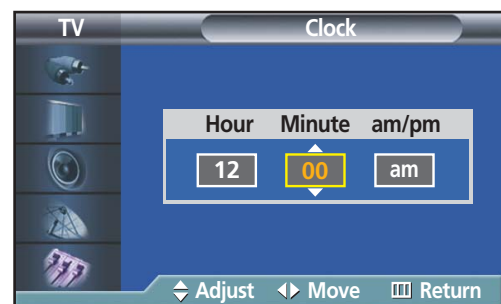 TV Clock
Hour Minute am/pm
12 00 am
Adjust Move Return